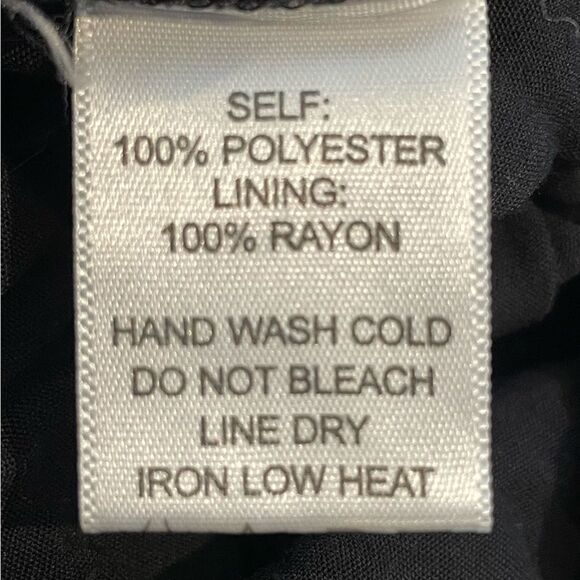 SELF:
100% POLYESTER
LINING:
100% RAYON
HAND WASH COLD
DO NOT BLEACH
LINE DRY
IRON LOW HEAT